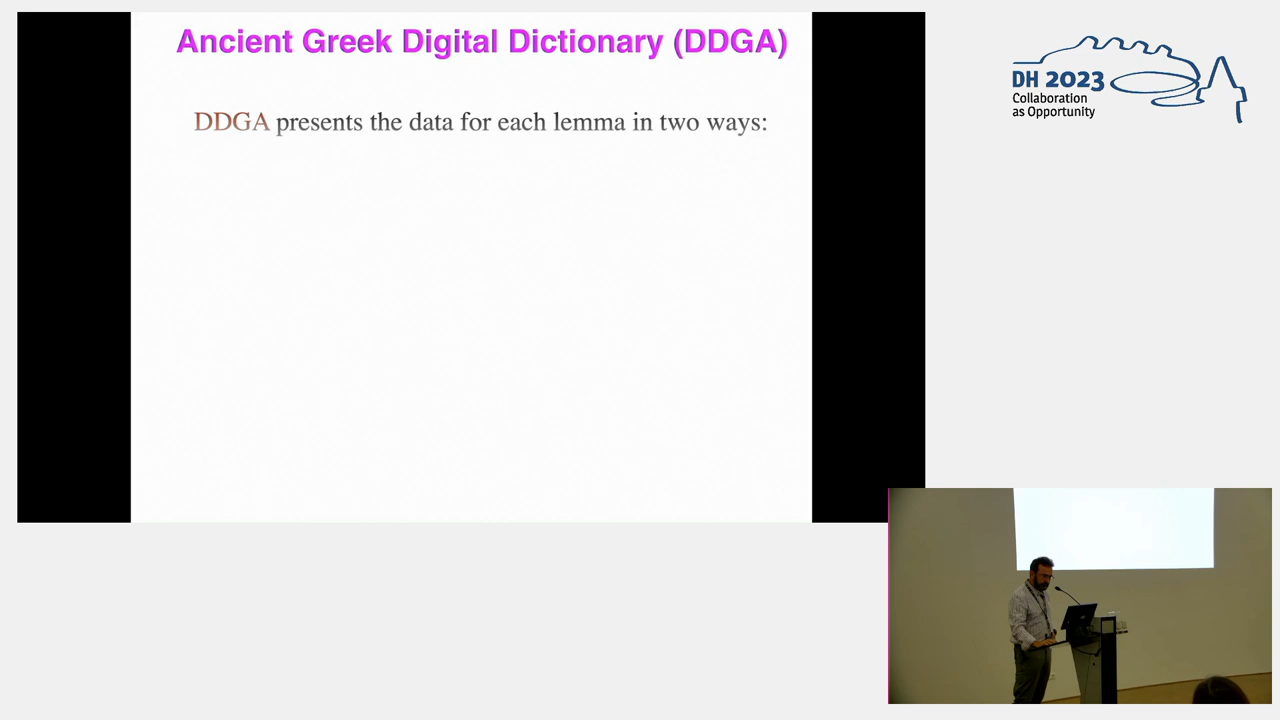 Ancient Greek Digital Dictionary (DDGA)
DDGA presents the data for each lemma in two ways:
DH 2023
Collaboration
as Opportunity